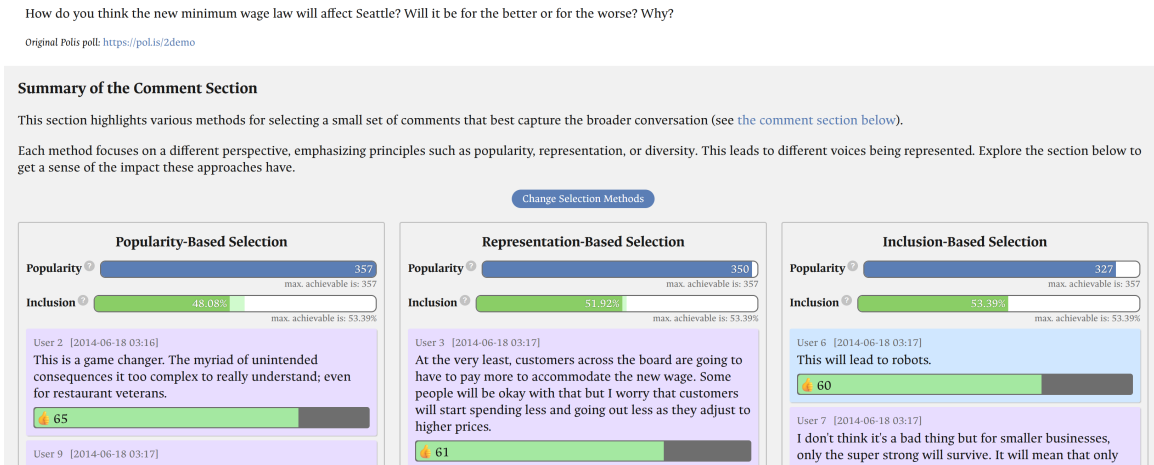 How do you think the new minimum wage law will affect Seattle? Will it be for the better or for the worse? Why?
Original Polis poll: https://pol.is/2demo
Summary of the Comment Section
This section highlights various methods for selecting a small set of comments that best capture the broader conversation (see the comment section below).
Each method focuses on a different perspective, emphasizing principles such as popularity, representation, or diversity. This leads to different voices being represented. Explore the section below to
get a sense of the impact these approaches have.
Change Selection Methods
Popularity-Based Selection
Popularity ?
357
max. achievable is: 357
Inclusion ?
48.08%
max. achievable is: 53.39%
User 2 [2014-06-18 03:16]
This is a game changer. The myriad of unintended
consequences it too complex to really understand; even
for restaurant veterans.
65
User 9 [2014-06-18 03:17]
Representation-Based Selection
Popularity ?
350
max. achievable is: 357
Inclusion ?
51.92%
max. achievable is: 53.39%
User 3 [2014-06-18 03:17]
At the very least, customers across the board are going to
have to pay more to accommodate the new wage. Some
people will be okay with that but I worry that customers
will start spending less and going out less as they adjust to
higher prices.
61
Inclusion-Based Selection
Popularity ?
327
max. achievable is: 357
Inclusion ?
53.39%
max. achievable is: 53.39%
User 6 [2014-06-18 03:17]
This will lead to robots.
60
User 7 [2014-06-18 03:17]
I don't think it's a bad thing but for smaller businesses,
only the super strong will survive. It will mean that only